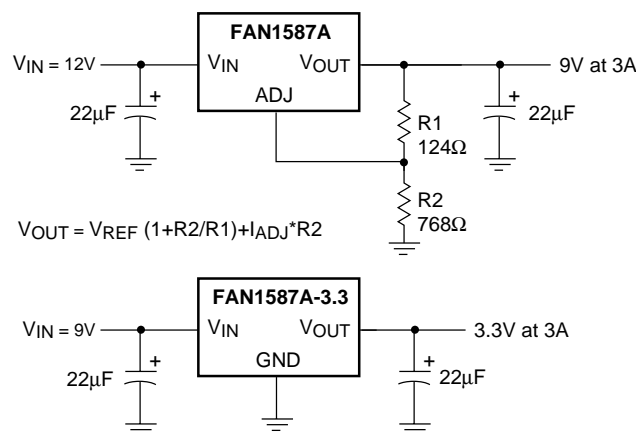 FAN1587A
VIN = 12V
VIN
VOUT
9V at 3A
ADJ
22µF
+
R1
124Ω
+
22µF
R2
768Ω
VOUT = VREF (1+R2/R1)+IADJ*R2
FAN1587A-3.3
VIN = 9V
VIN
VOUT
3.3V at 3A
GND
22µF
+
+
22µF